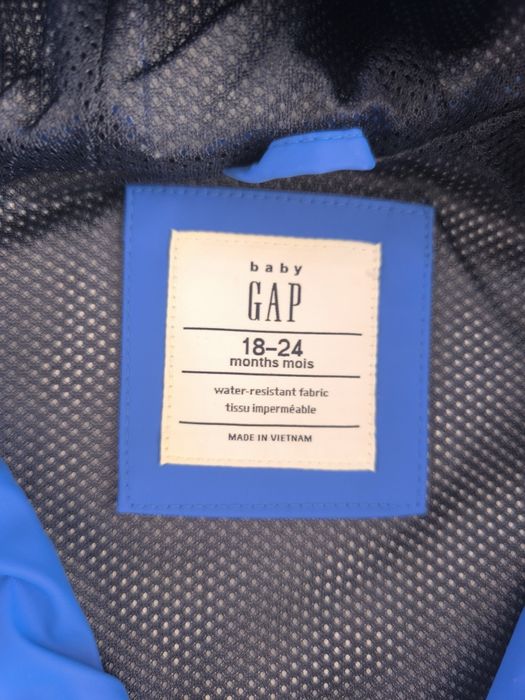 baby
GAP
18–24
months mois
water-resistant fabric
tissu imperméable
MADE IN VIETNAM